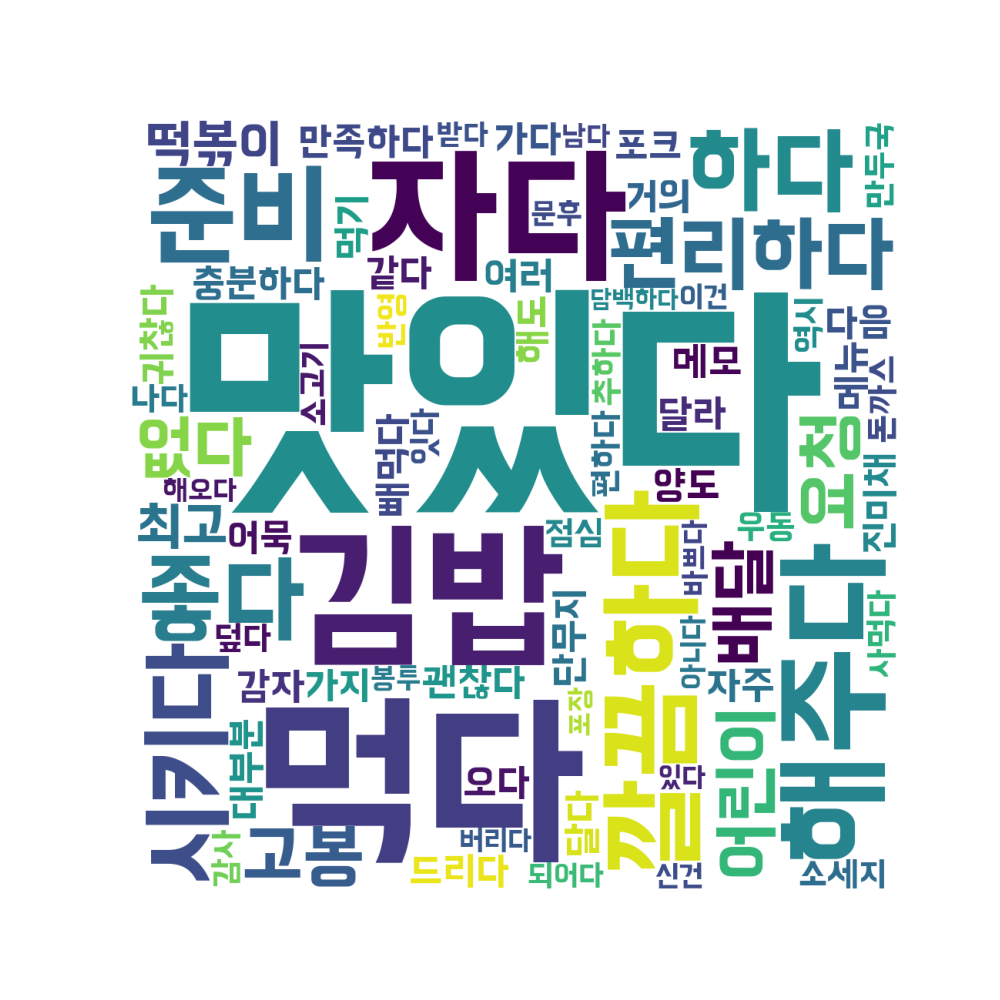 떡볶이
만족하다
받다
가다
남다
포크
하다
만두국
준비
자다
문후
거의
먹기
편리하다
같다
여러
충분하다
귀찮다
반영
담백하다
이건
해도
역시
다음
맛있다
소고기
추하다
메모
메뉴
나다
돈까스
달라
없다
있다
빼먹다
편하다
요청
진미채
해오다
양도
최고
어묵
김밥
점심
우동
깔끔하다
바쁘다
배달
해주다
좋다
덮다
단무지
아니다
사먹다
시키다
감자
가지
봉투
괜찮다
자주
대부분
먹다
포장
어린이
오다
있다
감사
고봉
버리다
달다
드리다
되어다
신건
소세지